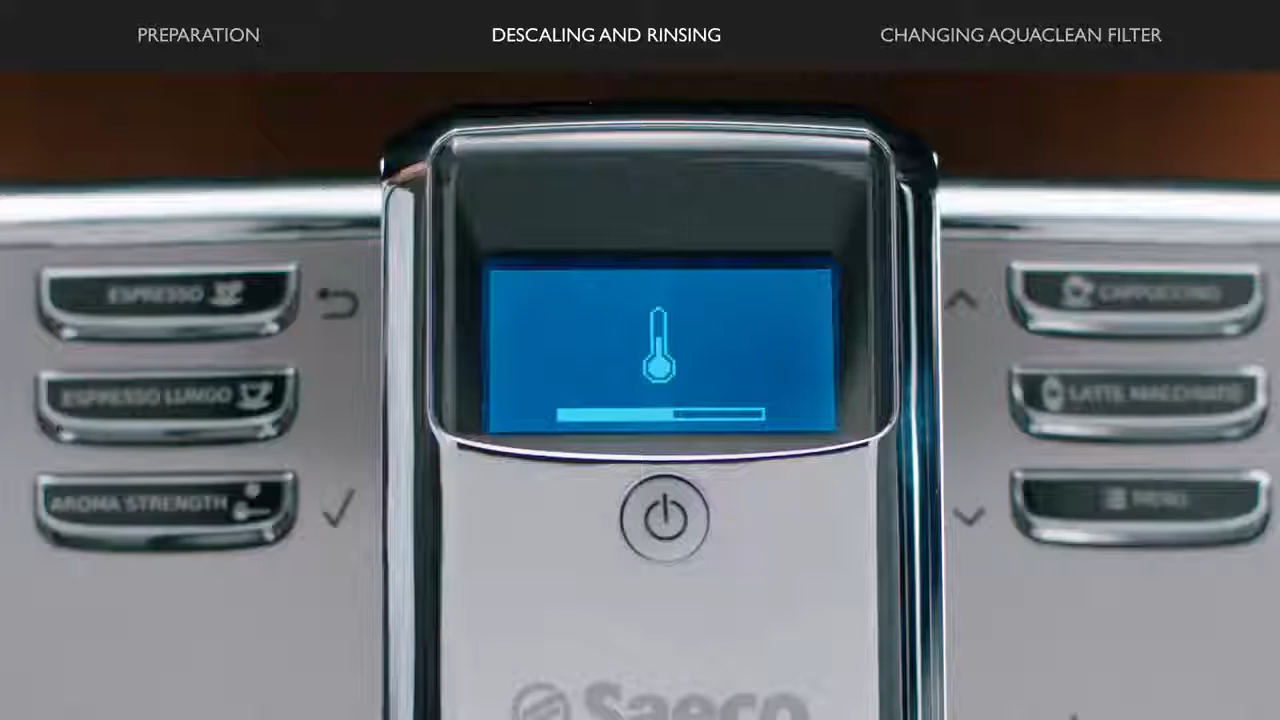 PREPARATION
DESCALING AND RINSING
CHANGING AQUACLEAN FILTER
ESPRESSO
CAPPUCCINO
ESPRESSO LUNGO
LATTE MACCHIATO
AROMA STRENGTH
MENU
Saeco